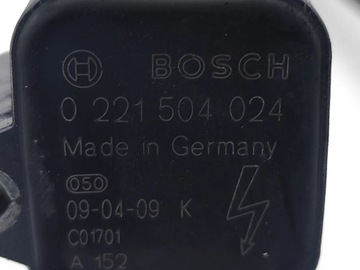 BOSCH
0 221 504 024
Made in Germany
050
09-04-09 K
C01701
A 152